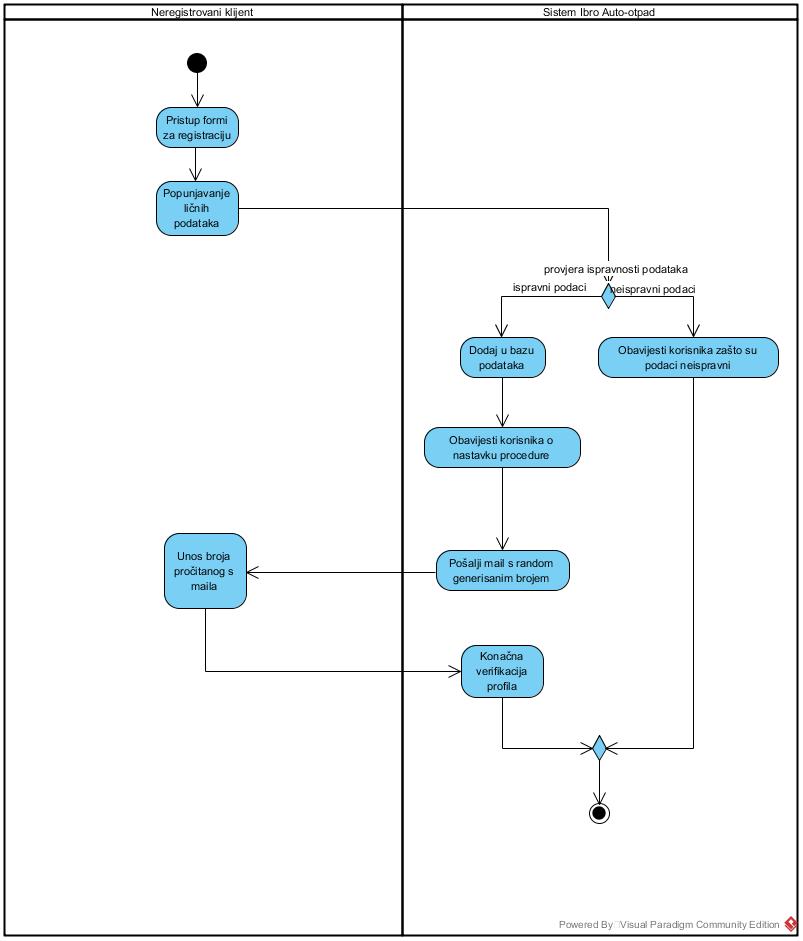 Neregistrovani klijent
Sistem Ibro Auto-otpad
Pristup formi
za registraciju
Popunjavanje
ličnih
podataka
provjera ispravnosti podataka
ispravni podaci
neispravni podaci
Dodaj u bazu
podataka
Obavijesti korisnika zašto su
podaci neispravni
Obavijesti korisnika o
nastavku procedure
Unos broja
pročitanog s
maila
Pošalji mail s random
generisanim brojem
Konačna
verifikacija
profila
Powered By Visual Paradigm Community Edition